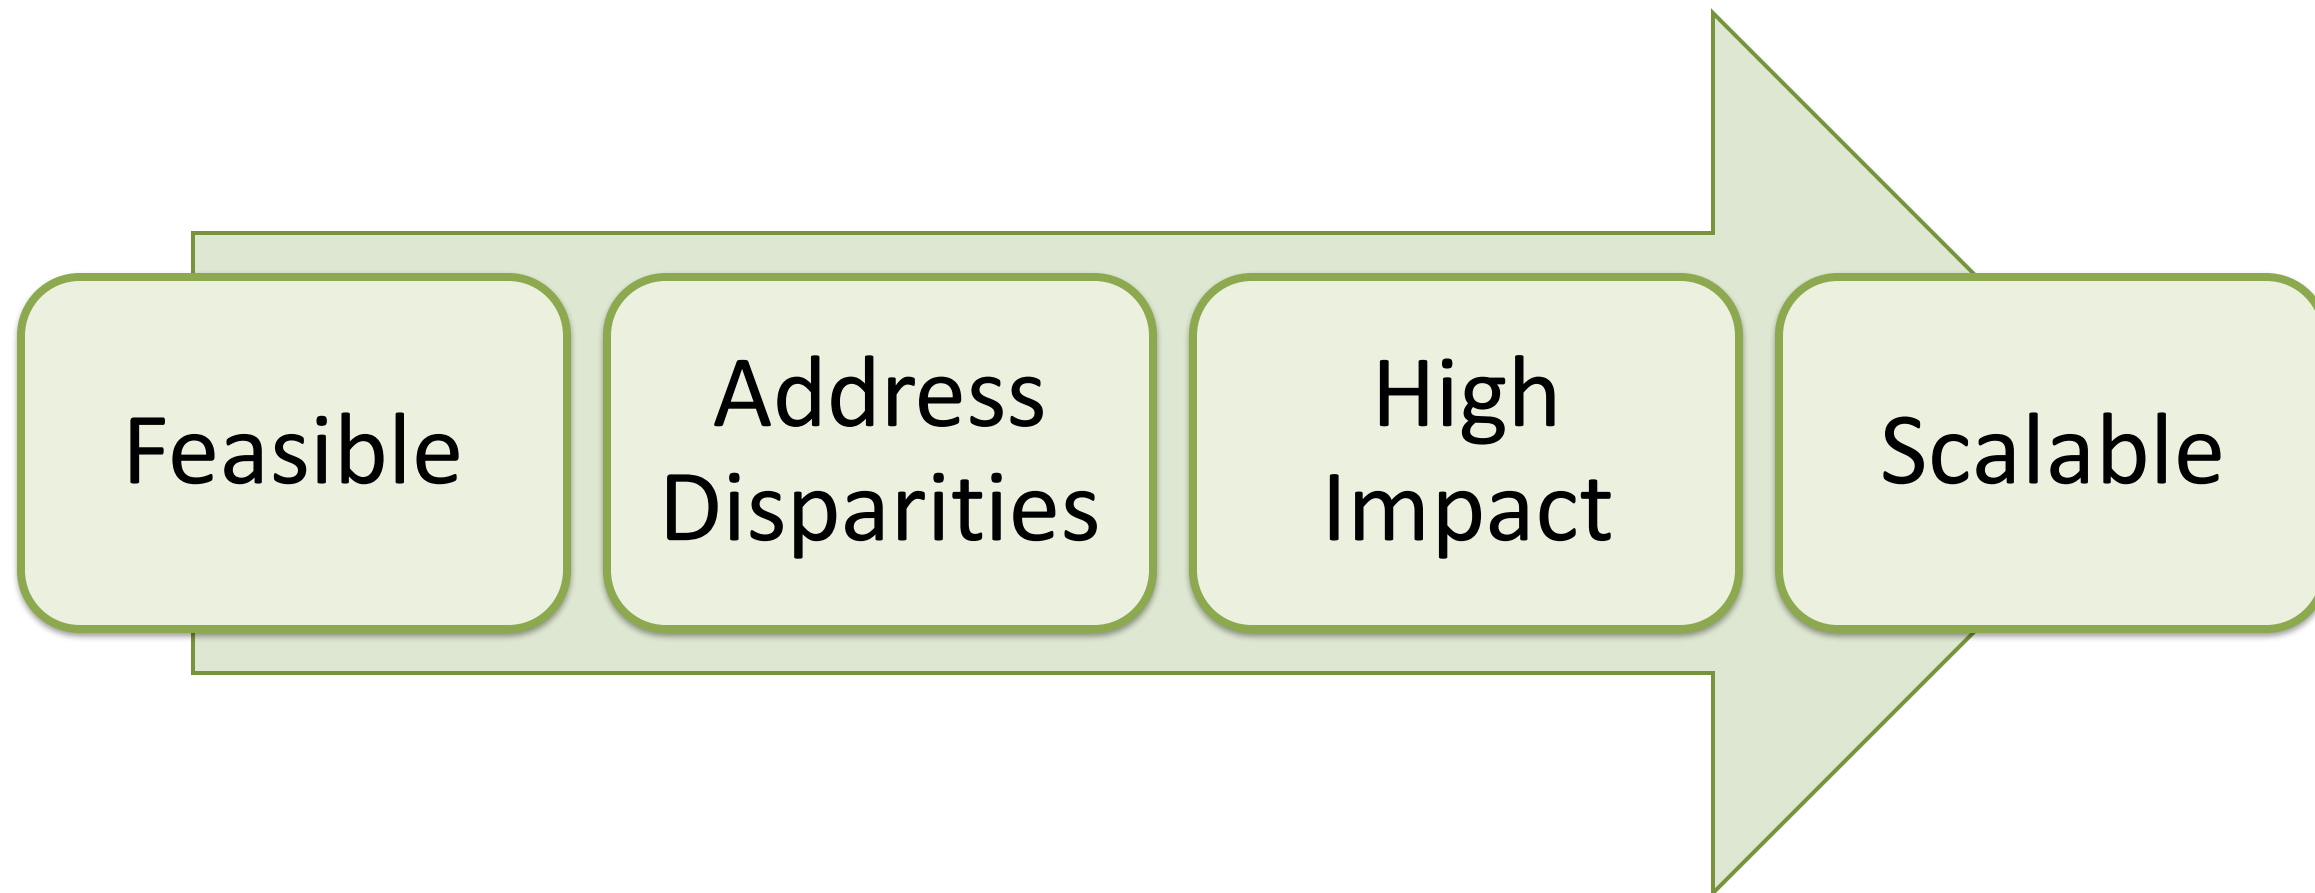 Feasible
Address
Disparities
High
Impact
Scalable